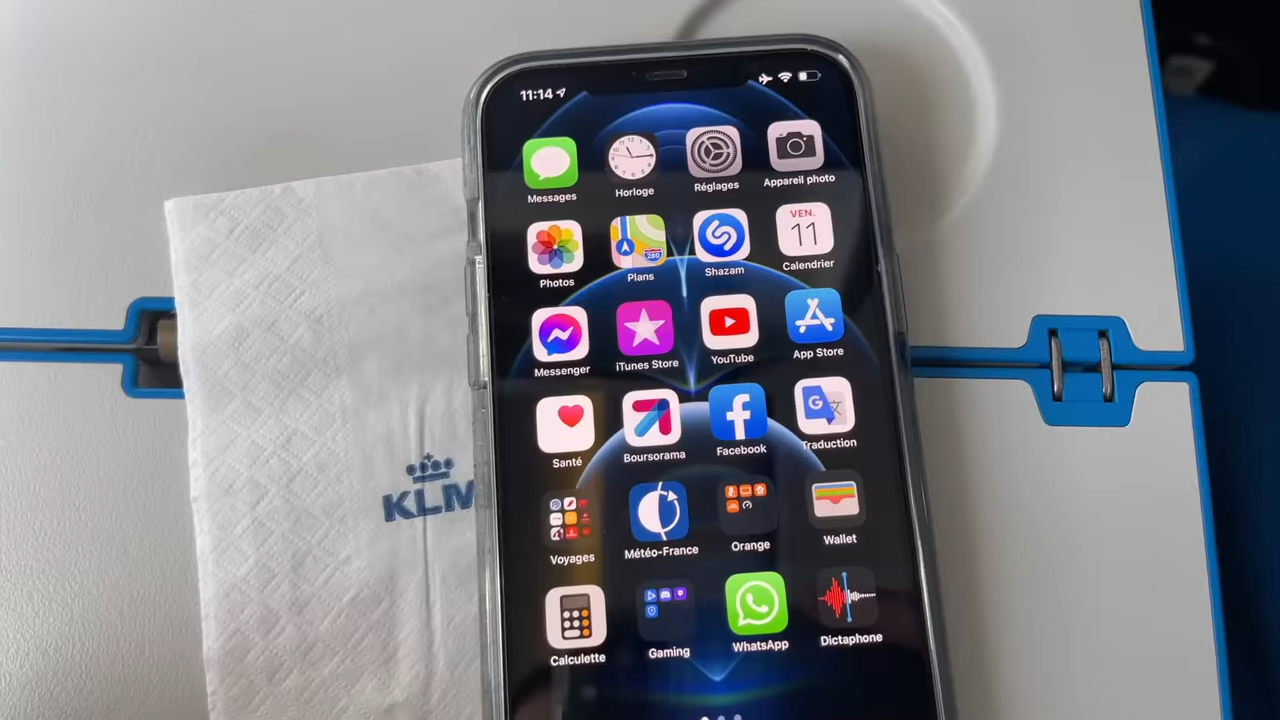 11:14
Messages
Horloge
Réglages
Appareil photo
VEN.
11
280
Photos
Plans
Shazam
Calendrier
Messenger
iTunes Store
YouTube
App Store
G
Santé
Boursorama
Facebook
Traduction
Voyages
Météo-France
Orange
Wallet
Calculette
Gaming
WhatsApp
Dictaphone
KLM